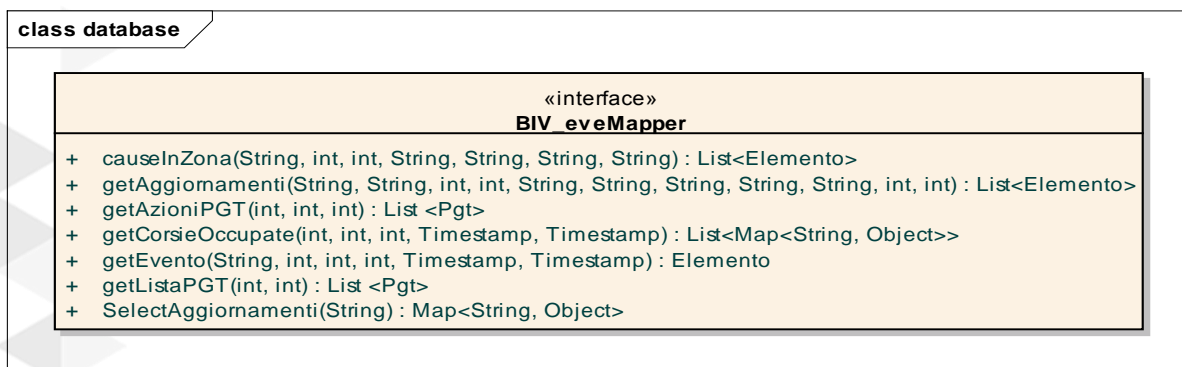 class database
«interface»
BIV_eveMapper
+ causeInZona(String, int, int, String, String, String, String) : List<Elemento>
+ getAggiornamenti(String, String, int, int, String, String, String, String, String, int, int) : List<Elemento>
+ getAzioniPGT(int, int, int) : List <Pgt>
+ getCorsieOccupate(int, int, int, Timestamp, Timestamp) : List<Map<String, Object>>
+ getEvento(String, int, int, int, Timestamp, Timestamp) : Elemento
+ getListaPGT(int, int) : List <Pgt>
+ SelectAggiornamenti(String) : Map<String, Object>